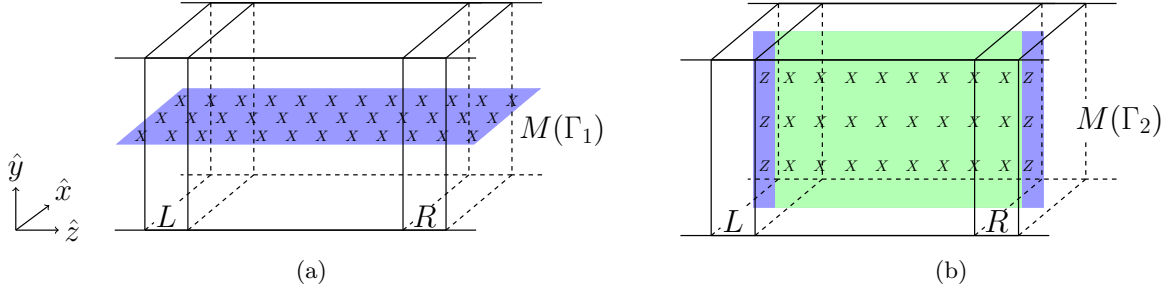 X X X X X X X X X X X
X X X X X X X X X X X
X X X X X X X X X X X
M(Γ₁)
ŷ
x̂
ẑ
L
R
(a)
Z X X X X X X X X Z
Z X X X X X X X X Z
Z X X X X X X X X Z
M(Γ₂)
L
R
(b)